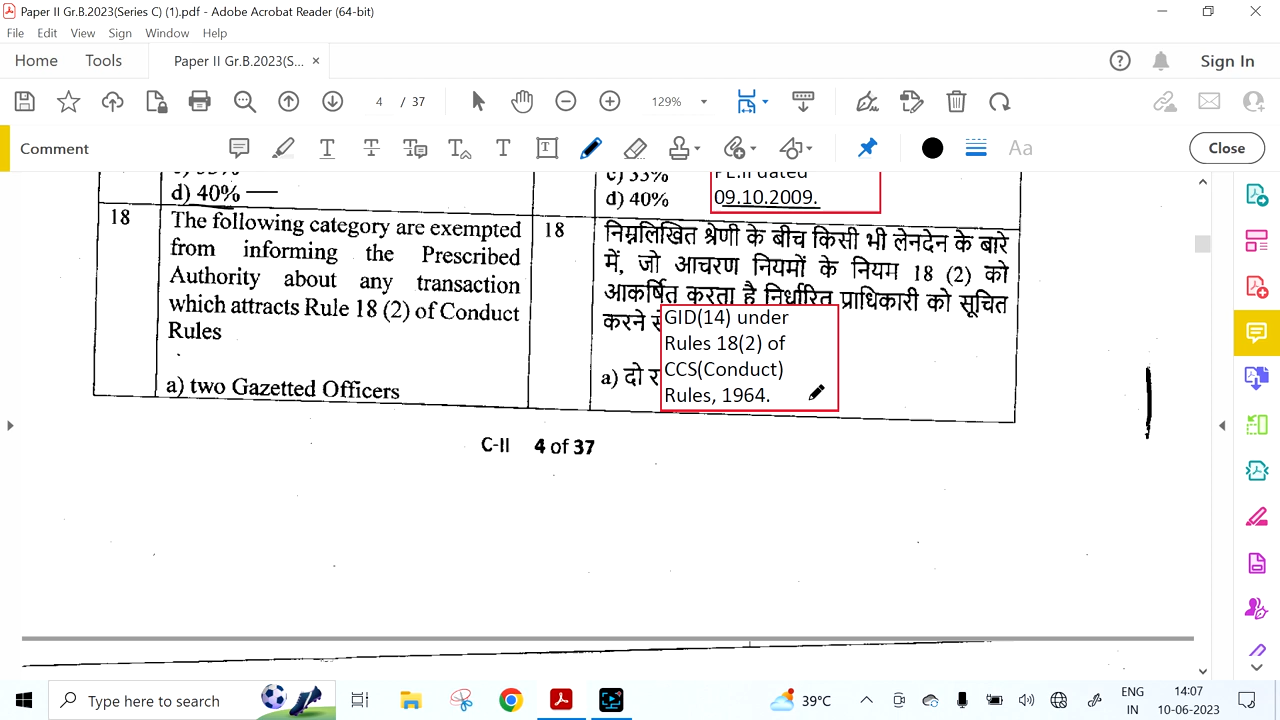 Paper II Gr.B.2023(Series C) (1).pdf - Adobe Acrobat Reader (64-bit)
File Edit View Sign Window Help
Home Tools Paper II Gr.B.2023(S... × Sign In
4 / 37 129%
Comment Aa Close
d) 40%
c) 33%
d) 40%
PE.II dated
09.10.2009.
18 The following category are exempted
from informing the Prescribed
Authority about any transaction
which attracts Rule 18 (2) of Conduct
Rules
a) two Gazetted Officers
18 निम्नलिखित श्रेणी के बीच किसी भी लेनदेन के बारे
में, जो आचरण नियमों के नियम 18 (2) को
आकर्षित करता है निर्धारित प्राधिकारी को सूचित
करने
a) दो
GID(14) under
Rules 18(2) of
CCS(Conduct)
Rules, 1964.
C-II 4 of 37
Type here to search
39°C
ENG
IN
14:07
10-06-2023